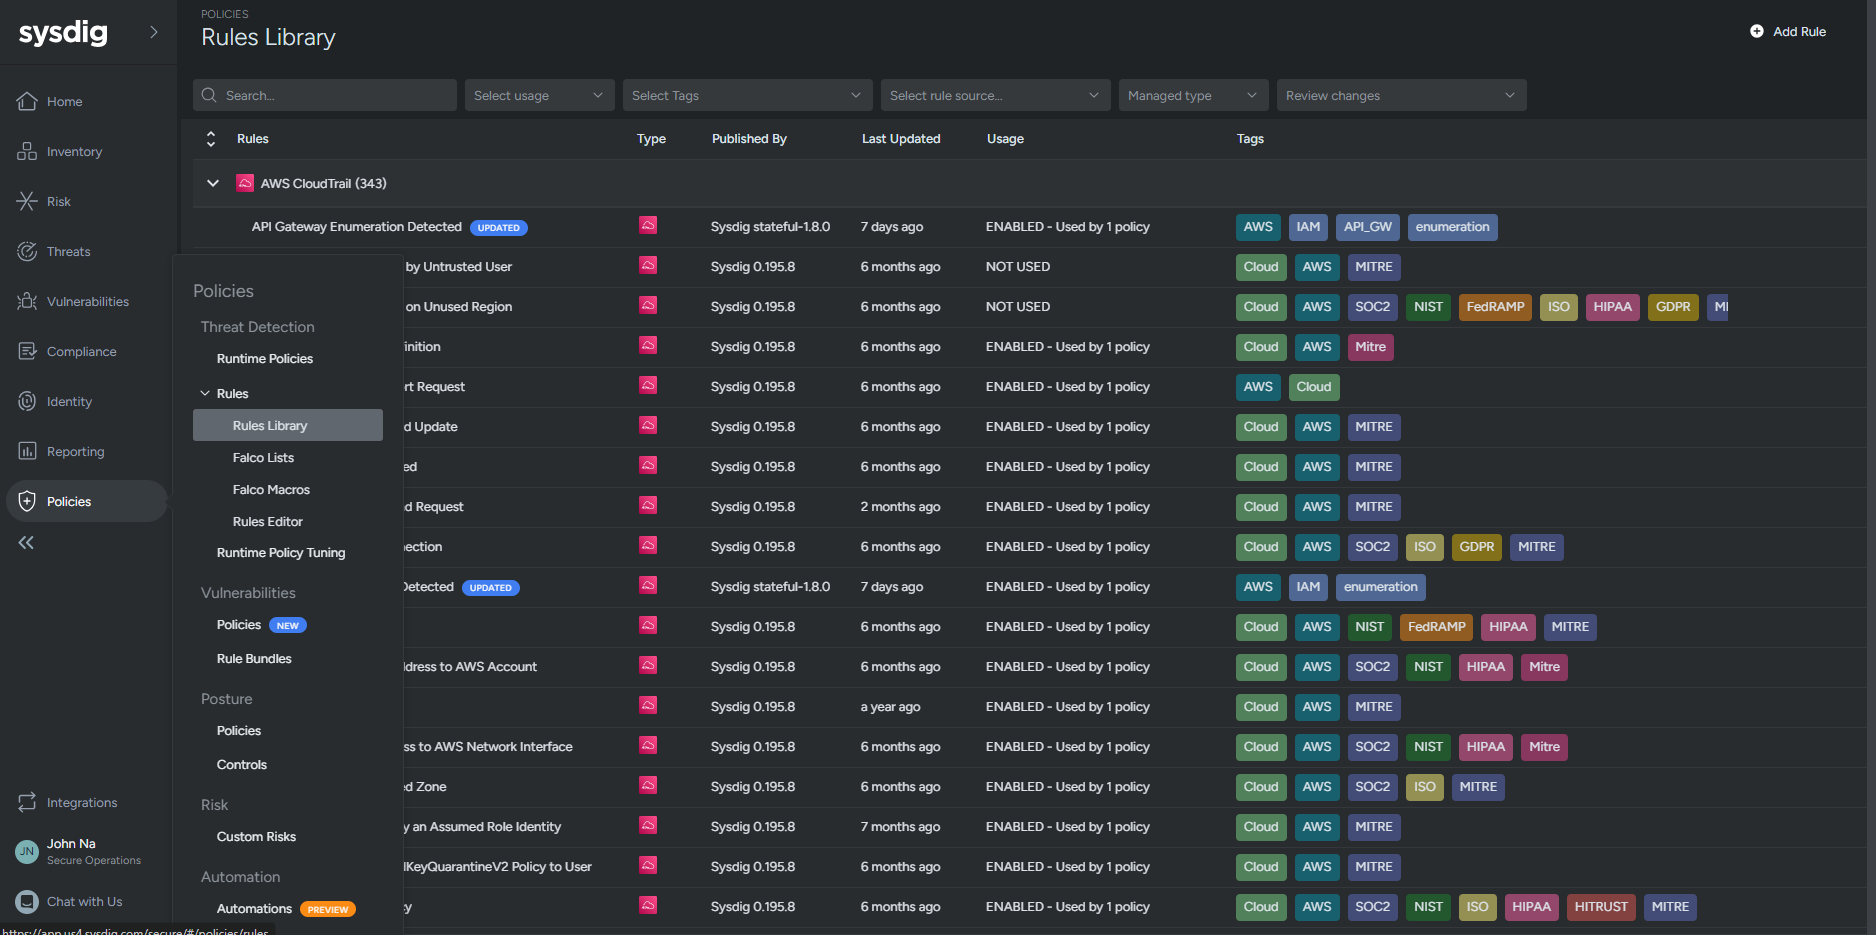 sysdig
POLICIES
Rules Library
Add Rule
Search...
Select usage
Select Tags
Select rule source...
Managed type
Review changes
Home
Inventory
Risk
Threats
Vulnerabilities
Compliance
Identity
Reporting
Policies
Integrations
JN
John Na
Secure Operations
Chat with Us
Policies
Threat Detection
Runtime Policies
Rules
Rules Library
Falco Lists
Falco Macros
Rules Editor
Runtime Policy Tuning
Vulnerabilities
Policies NEW
Rule Bundles
Posture
Policies
Controls
Risk
Custom Risks
Automation
Automations PREVIEW
Rules Type Published By Last Updated Usage Tags
AWS CloudTrail (343)
API Gateway Enumeration Detected UPDATED Sysdig stateful-1.8.0 7 days ago ENABLED - Used by 1 policy AWS IAM API_GW enumeration
by Untrusted User Sysdig 0.195.8 6 months ago NOT USED Cloud AWS MITRE
on Unused Region Sysdig 0.195.8 6 months ago NOT USED Cloud AWS SOC2 NIST FedRAMP ISO HIPAA GDPR MI
inition Sysdig 0.195.8 6 months ago ENABLED - Used by 1 policy Cloud AWS Mitre
rt Request Sysdig 0.195.8 6 months ago ENABLED - Used by 1 policy AWS Cloud
d Update Sysdig 0.195.8 6 months ago ENABLED - Used by 1 policy Cloud AWS MITRE
ed Sysdig 0.195.8 6 months ago ENABLED - Used by 1 policy Cloud AWS MITRE
d Request Sysdig 0.195.8 2 months ago ENABLED - Used by 1 policy Cloud AWS MITRE
ection Sysdig 0.195.8 6 months ago ENABLED - Used by 1 policy Cloud AWS SOC2 ISO GDPR MITRE
Detected UPDATED Sysdig stateful-1.8.0 7 days ago ENABLED - Used by 1 policy AWS IAM enumeration
Sysdig 0.195.8 6 months ago ENABLED - Used by 1 policy Cloud AWS NIST FedRAMP HIPAA MITRE
ddress to AWS Account Sysdig 0.195.8 6 months ago ENABLED - Used by 1 policy Cloud AWS SOC2 NIST HIPAA Mitre
Sysdig 0.195.8 a year ago ENABLED - Used by 1 policy Cloud AWS MITRE
ss to AWS Network Interface Sysdig 0.195.8 6 months ago ENABLED - Used by 1 policy Cloud AWS SOC2 NIST HIPAA Mitre
d Zone Sysdig 0.195.8 6 months ago ENABLED - Used by 1 policy Cloud AWS SOC2 ISO MITRE
y an Assumed Role Identity Sysdig 0.195.8 7 months ago ENABLED - Used by 1 policy Cloud AWS MITRE
dKeyQuarantineV2 Policy to User Sysdig 0.195.8 6 months ago ENABLED - Used by 1 policy Cloud AWS MITRE
y Sysdig 0.195.8 6 months ago ENABLED - Used by 1 policy Cloud AWS SOC2 NIST ISO HIPAA HITRUST MITRE
https://app.us4.sysdig.com/secure/#/policies/rules